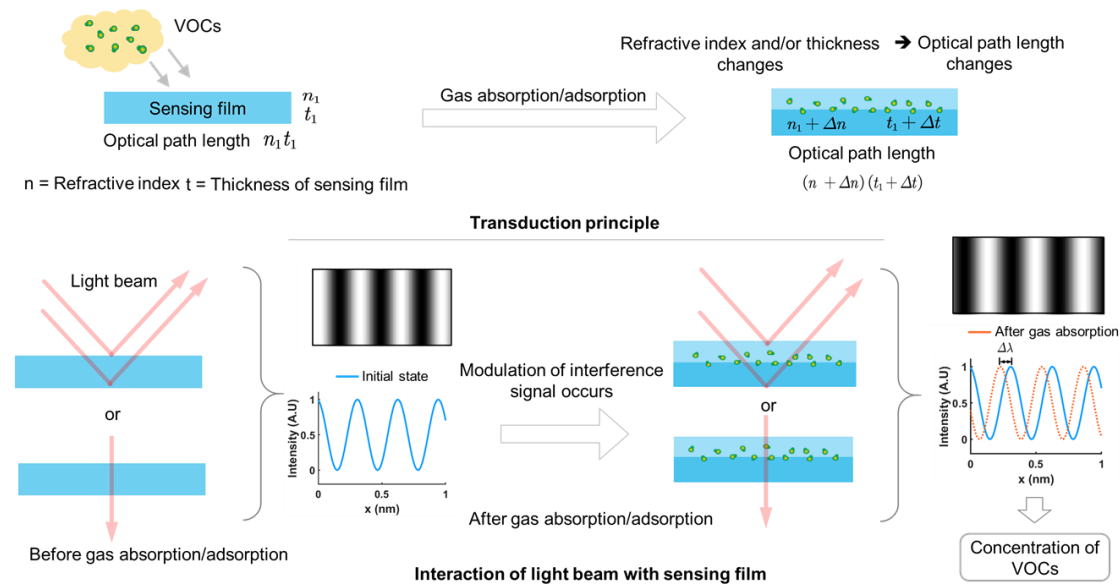 VOCs
Sensing film
n₁
t₁
Optical path length n₁t₁
n = Refractive index t = Thickness of sensing film
Gas absorption/adsorption
Refractive index and/or thickness ➔ Optical path length
changes changes
n₁ + Δn t₁ + Δt
Optical path length
(n + Δn)(t₁ + Δt)
Transduction principle
Light beam
or
Before gas absorption/adsorption
Initial state
Intensity (A.U)
1
0.5
0
0 0.5 1
x (nm)
Modulation of interference
signal occurs
or
After gas absorption/adsorption
After gas absorption
Δλ
Intensity (A.U)
1
0.5
0
0 0.5 1
x (nm)
Concentration of
VOCs
Interaction of light beam with sensing film